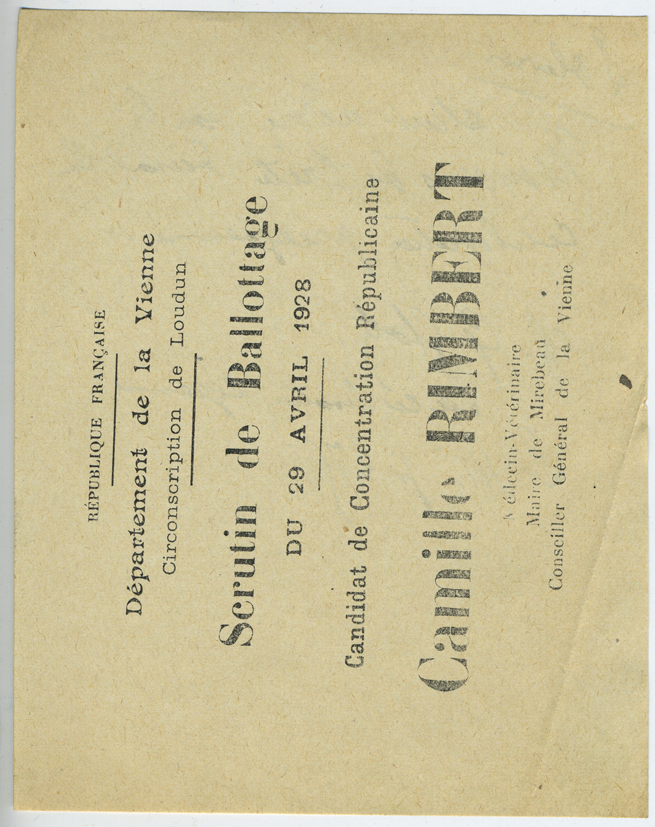 RÉPUBLIQUE FRANÇAISE
Département de la Vienne
Circonscription de Loudun
Scrutin de Ballottage
DU 29 AVRIL 1928
Candidat de Concentration Républicaine
Camille RIMBERT
Médecin-Vétérinaire
Maire de Mirebeau
Conseiller Général de la Vienne